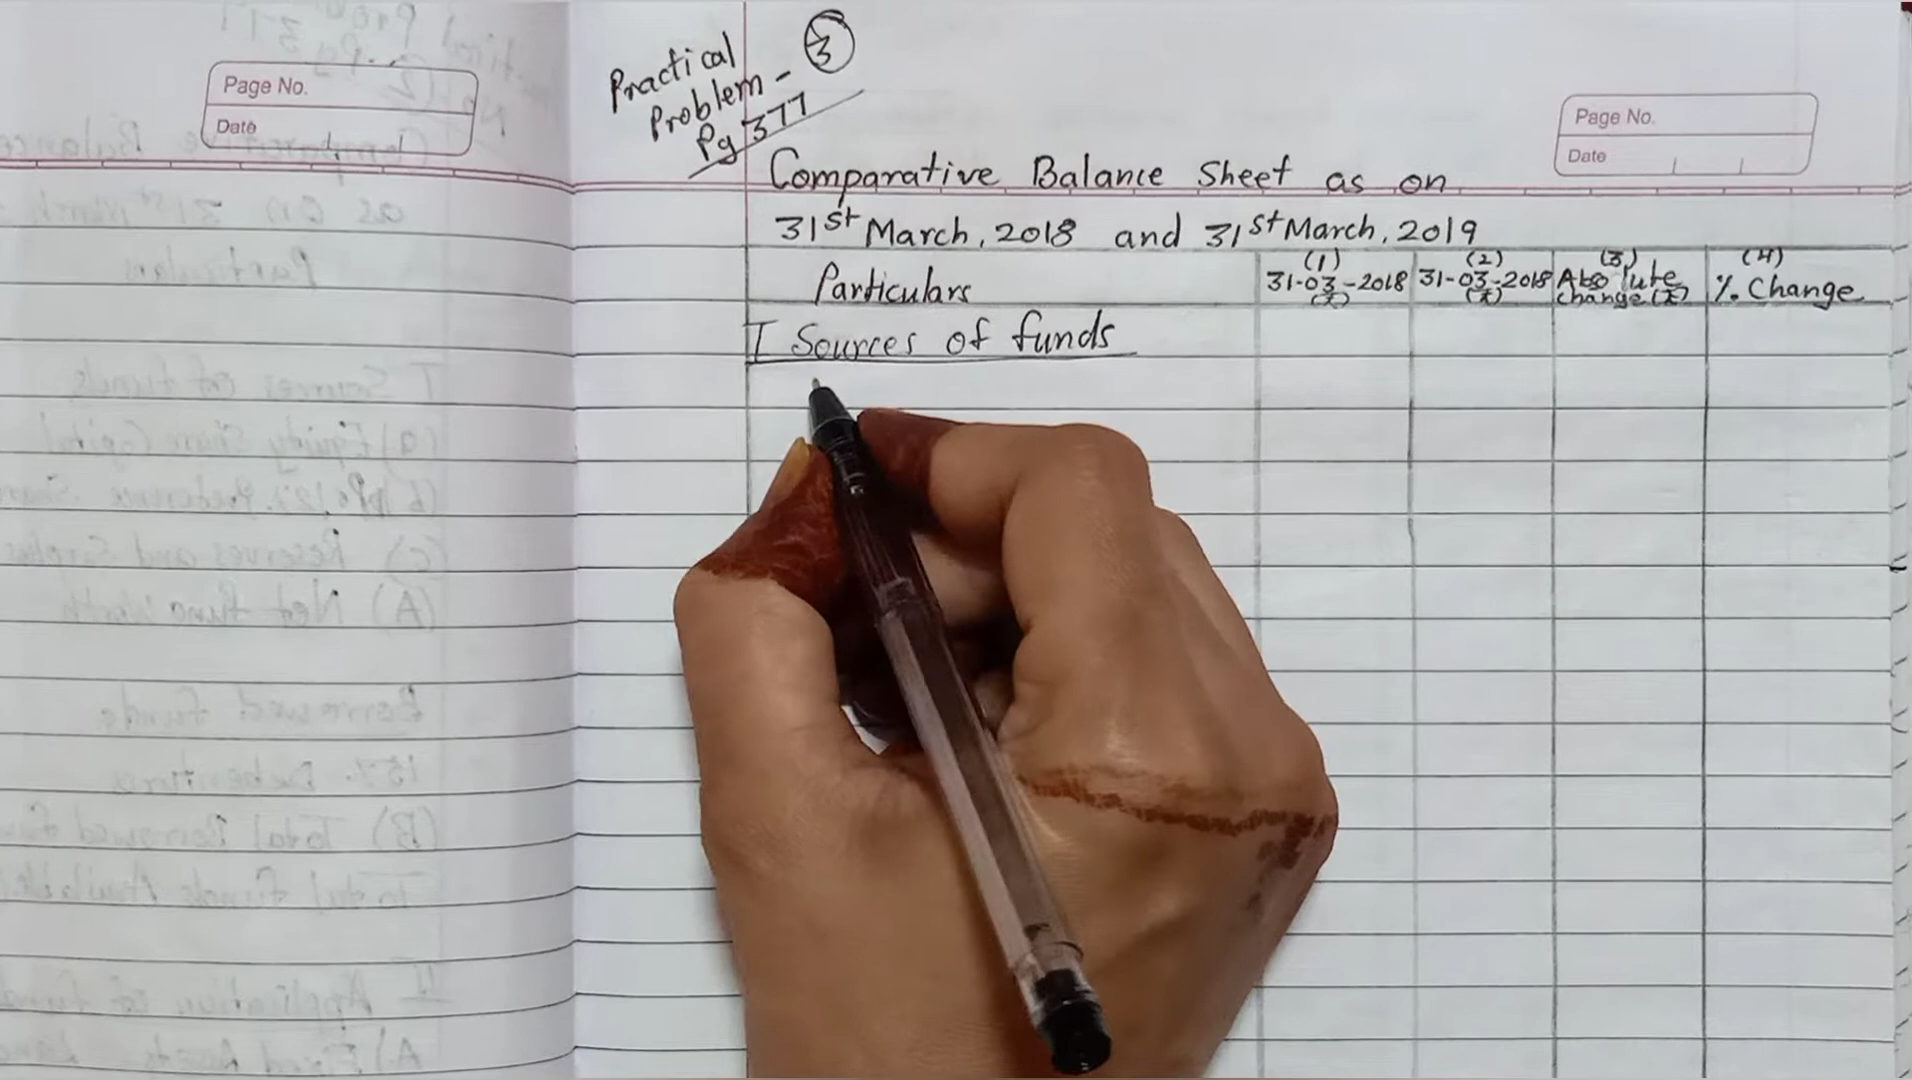 Page No.
Date
Practical
Problem - 3
Pg 377
Page No.
Date
Comparative Balance Sheet as on
31st March, 2018 and 31st March, 2019
Particulars
(1)
31-03-2018
(₹)
(2)
31-03-2018
(₹)
(3)
Absolute
change (₹)
(4)
% Change
I Sources of funds